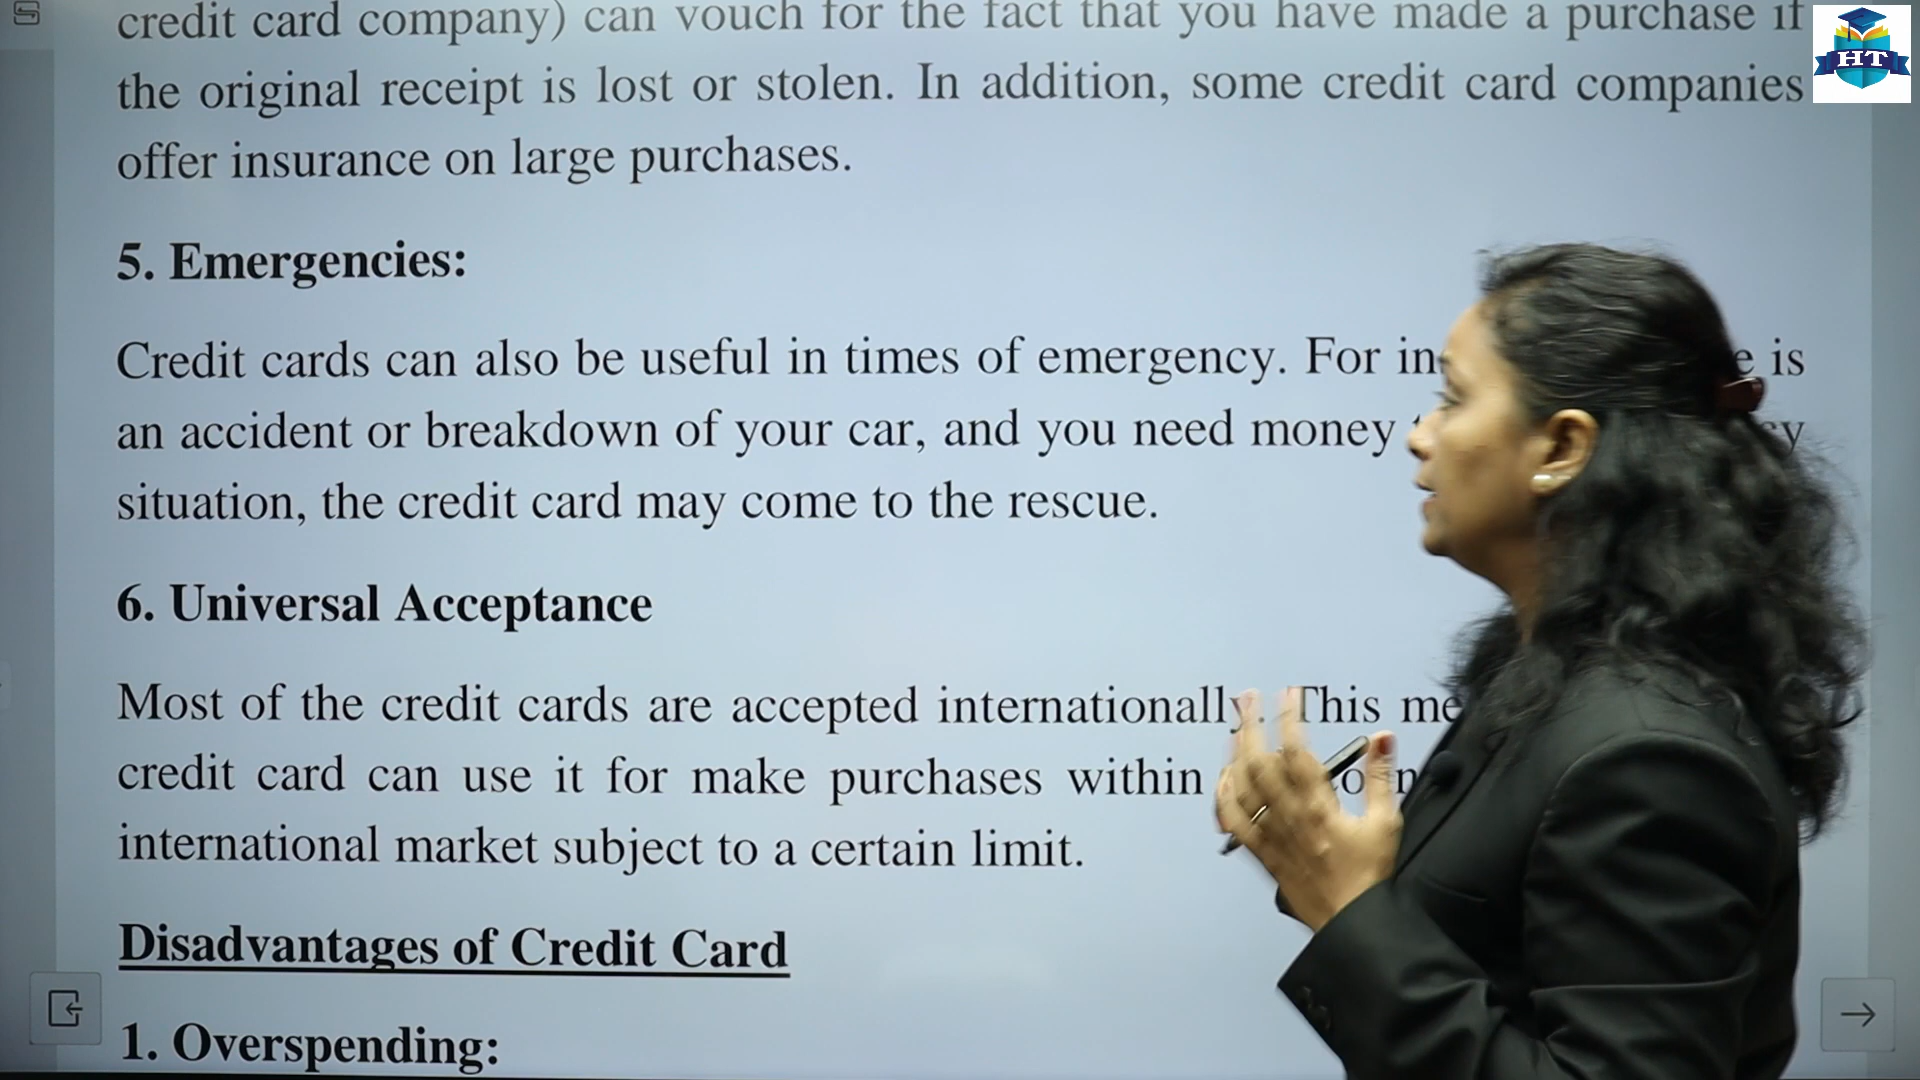 credit card company) can vouch for the fact that you have made a purchase if
the original receipt is lost or stolen. In addition, some credit card companies
offer insurance on large purchases.
5. Emergencies:
Credit cards can also be useful in times of emergency. For is
an accident or breakdown of your car, and you need money
situation, the credit card may come to the rescue.
6. Universal Acceptance
Most of the credit cards are accepted internationally. This
credit card can use it for make purchases within
international market subject to a certain limit.
Disadvantages of Credit Card
1. Overspending:
HT